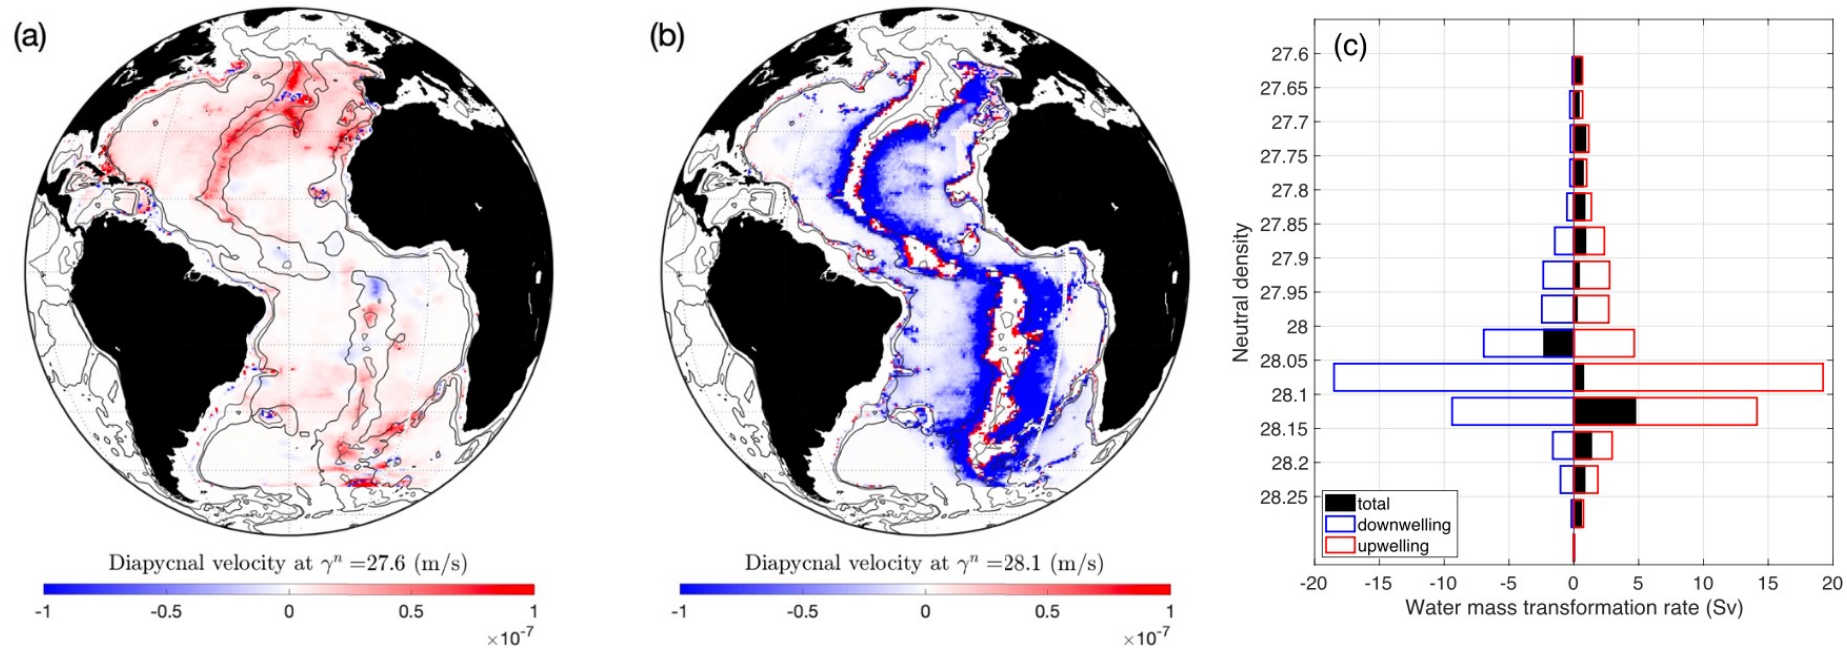 (a)
Diapycnal velocity at γⁿ =27.6 (m/s)
-1 -0.5 0 0.5 1
×10⁻⁷
(b)
Diapycnal velocity at γⁿ =28.1 (m/s)
-1 -0.5 0 0.5 1
×10⁻⁷
(c)
Neutral density
27.6
27.65
27.7
27.75
27.8
27.85
27.9
27.95
28
28.05
28.1
28.15
28.2
28.25
total
downwelling
upwelling
-20 -15 -10 -5 0 5 10 15 20
Water mass transformation rate (Sv)